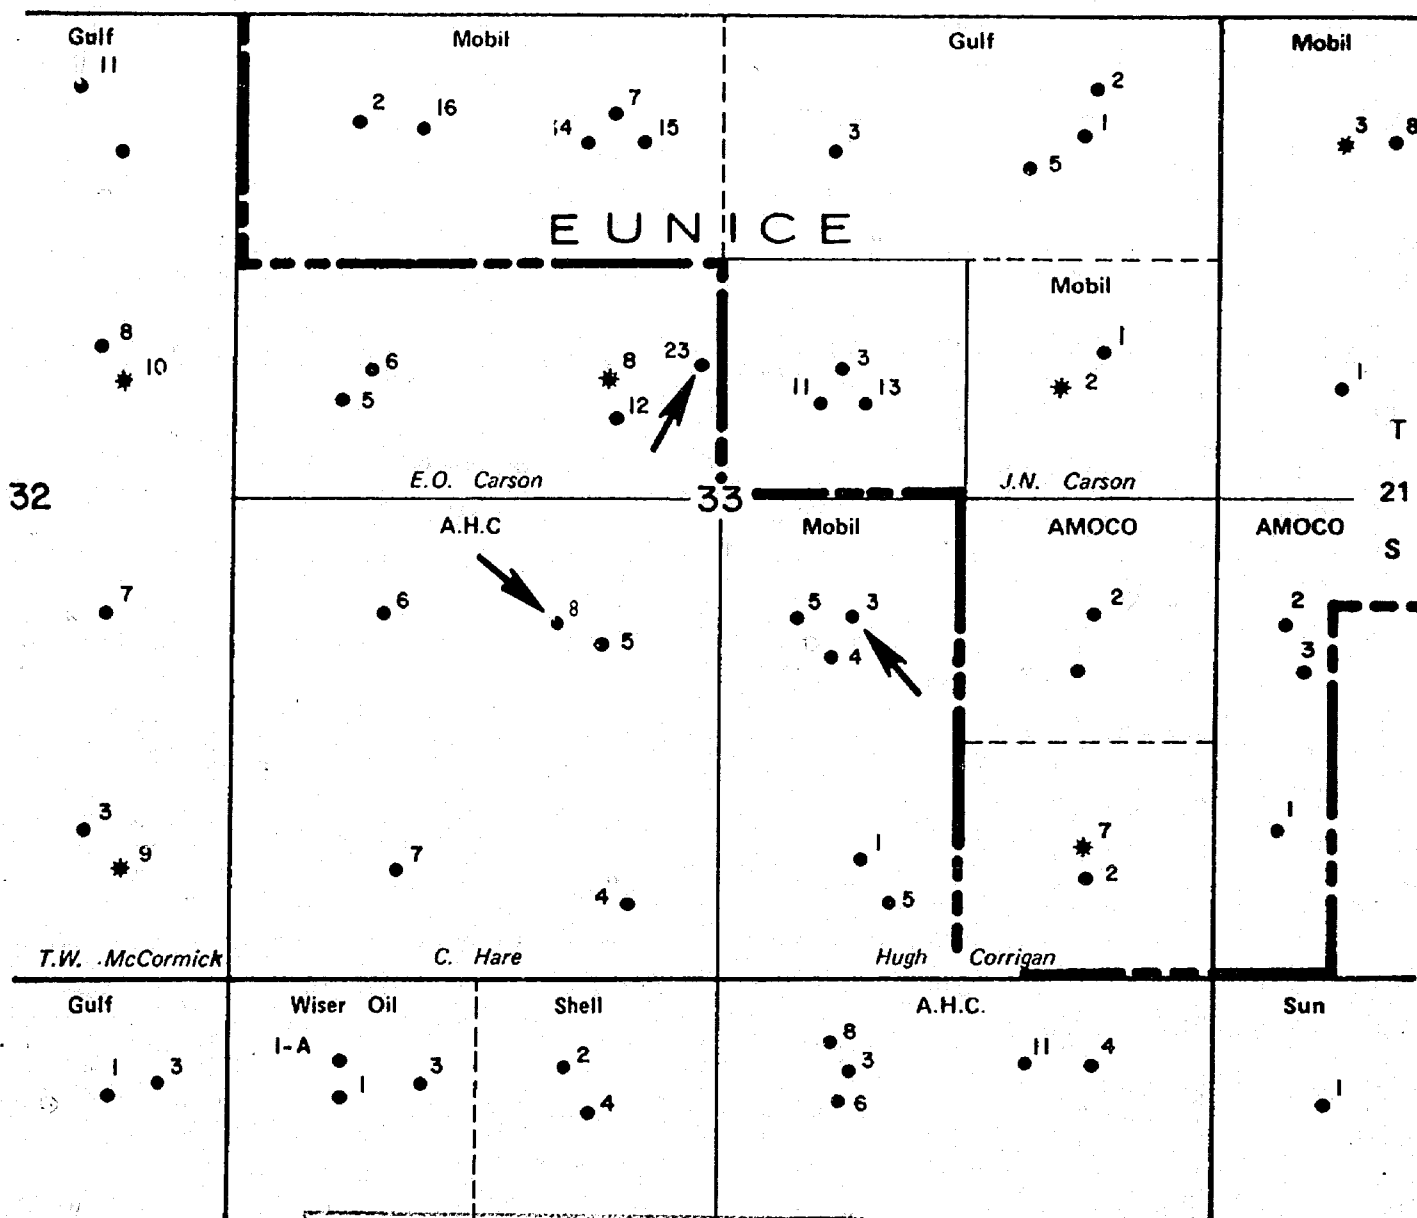 Gulf Mobil Gulf Mobil
11
2 16 14 7 15 3 2 1 5 3 8
EUNICE
Mobil
8 10 6 5 8 12 23 3 11 13 1 2 1
T
E.O. Carson J.N. Carson
32 33 21
A.H.C Mobil AMOCO AMOCO
S
7 6 8 5 5 3 4 2 2 3
3 9 7 4 1 5 7 2 1
T.W. McCormick C. Hare Hugh Corrigan
Gulf Wiser Oil Shell A.H.C. Sun
1 3 1-A 1 3 2 4 8 3 6 11 4 1